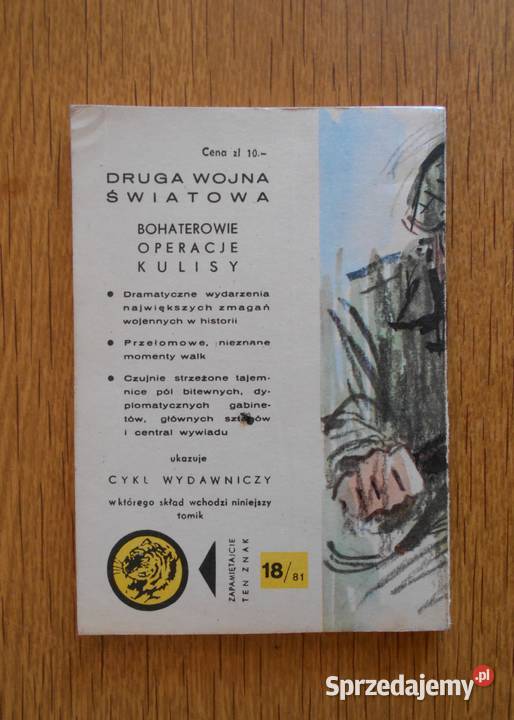 Cena zł 10.–
DRUGA WOJNA
ŚWIATOWA
BOHATEROWIE
OPERACJE
KULISY
● Dramatyczne wydarzenia
największych zmagań
wojennych w historii
● Przełomowe, nieznane
momenty walk
● Czujnie strzeżone tajem-
nice pól bitewnych, dy-
plomatycznych gabine-
tów, głównych sztabów
i central wywiadu
ukazuje
CYKL WYDAWNICZY
w którego skład wchodzi niniejszy
tomik
ZAPAMIĘTAJCIE
TEN ZNAK
18/81
Sprzedajemy.pl